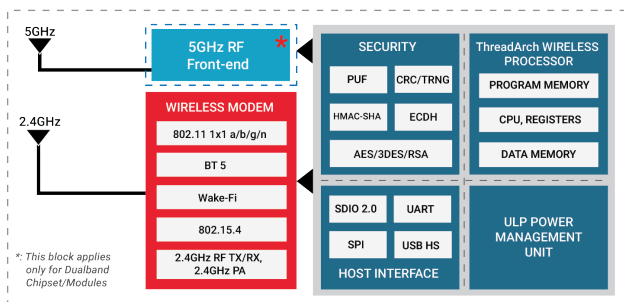 5GHz
5GHz RF
Front-end
*
2.4GHz
WIRELESS MODEM
802.11 1x1 a/b/g/n
BT 5
Wake-Fi
802.15.4
2.4GHz RF TX/RX,
2.4GHz PA
*: This block applies
only for Dualband
Chipset/Modules
SECURITY
PUF
CRC/TRNG
HMAC-SHA
ECDH
AES/3DES/RSA
ThreadArch WIRELESS
PROCESSOR
PROGRAM MEMORY
CPU, REGISTERS
DATA MEMORY
SDIO 2.0
UART
SPI
USB HS
HOST INTERFACE
ULP POWER
MANAGEMENT
UNIT